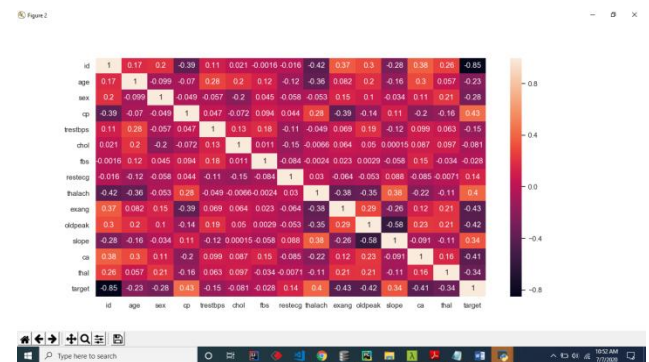 Figure 2
id 1 0.17 0.2 -0.39 0.11 0.021 -0.0016 -0.016 -0.42 0.37 0.3 -0.28 0.38 0.26 -0.85
age 0.17 1 -0.099 -0.07 0.28 0.2 0.12 -0.12 -0.36 0.082 0.2 -0.16 0.3 0.057 -0.23
sex 0.2 -0.099 1 -0.049 -0.057 -0.2 0.045 -0.058 -0.053 0.15 0.1 -0.034 0.11 0.21 -0.28
cp -0.39 -0.07 -0.049 1 0.047 -0.072 0.094 0.044 0.28 -0.39 -0.14 0.11 -0.2 -0.16 0.43
trestbps 0.11 0.28 -0.057 0.047 1 0.13 0.18 -0.11 -0.049 0.069 0.19 -0.12 0.099 0.063 -0.15
chol 0.021 0.2 -0.2 -0.072 0.13 1 0.011 -0.15 -0.0066 0.064 0.05 0.00015 0.087 0.097 -0.081
fbs -0.0016 0.12 0.045 0.094 0.18 0.011 1 -0.084 -0.0024 0.023 0.0029 -0.058 0.15 -0.034 -0.028
restecg -0.016 -0.12 -0.058 0.044 -0.11 -0.15 -0.084 1 0.03 -0.064 -0.053 0.088 -0.085 -0.0071 0.14
thalach -0.42 -0.36 -0.053 0.28 -0.049 -0.0066 -0.0024 0.03 1 -0.38 -0.35 0.38 -0.22 -0.11 0.4
exang 0.37 0.082 0.15 -0.39 0.069 0.064 0.023 -0.064 -0.38 1 0.29 -0.26 0.12 0.21 -0.43
oldpeak 0.3 0.2 0.1 -0.14 0.19 0.05 0.0029 -0.053 -0.35 0.29 1 -0.58 0.23 0.21 -0.42
slope -0.28 -0.16 -0.034 0.11 -0.12 0.00015 -0.058 0.088 0.38 -0.26 -0.58 1 -0.091 -0.11 0.34
ca 0.38 0.3 0.11 -0.2 0.099 0.087 0.15 -0.085 -0.22 0.12 0.23 -0.091 1 0.16 -0.41
thal 0.26 0.057 0.21 -0.16 0.063 0.097 -0.034 -0.0071 -0.11 0.21 0.21 -0.11 0.16 1 -0.34
target -0.85 -0.23 -0.28 0.43 -0.15 -0.081 -0.028 0.14 0.4 -0.43 -0.42 0.34 -0.41 -0.34 1
id age sex cp trestbps chol fbs restecg thalach exang oldpeak slope ca thal target
0.8
0.4
0.0
-0.4
-0.8
Type here to search
10:52 AM
7/7/2020